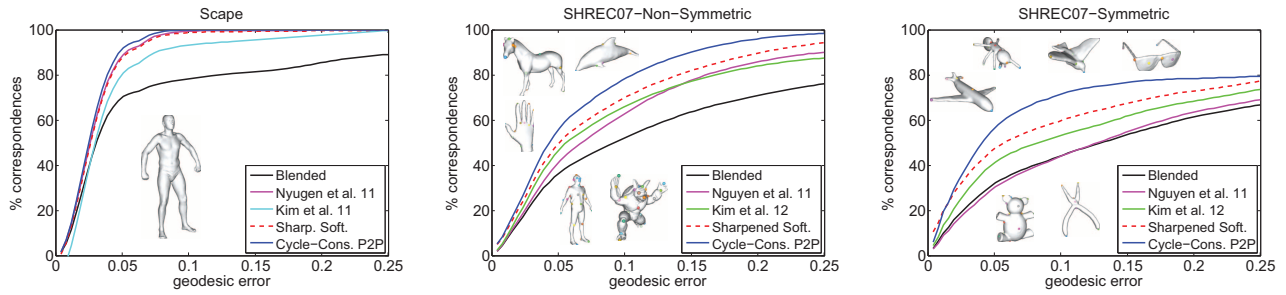 Scape
% correspondences
100
80
60
40
20
0
Blended
Nyugen et al. 11
Kim et al. 11
Sharp. Soft.
Cycle-Cons. P2P
0
0.05
0.1
0.15
0.2
0.25
geodesic error
SHREC07-Non-Symmetric
% correspondences
100
80
60
40
20
0
Blended
Nguyen et al. 11
Kim et al. 12
Sharpened Soft.
Cycle-Cons. P2P
0
0.05
0.1
0.15
0.2
0.25
geodesic error
SHREC07-Symmetric
% correspondences
100
80
60
40
20
0
Blended
Nguyen et al. 11
Kim et al. 12
Sharpened Soft.
Cycle-Cons. P2P
0
0.05
0.1
0.15
0.2
0.25
geodesic error